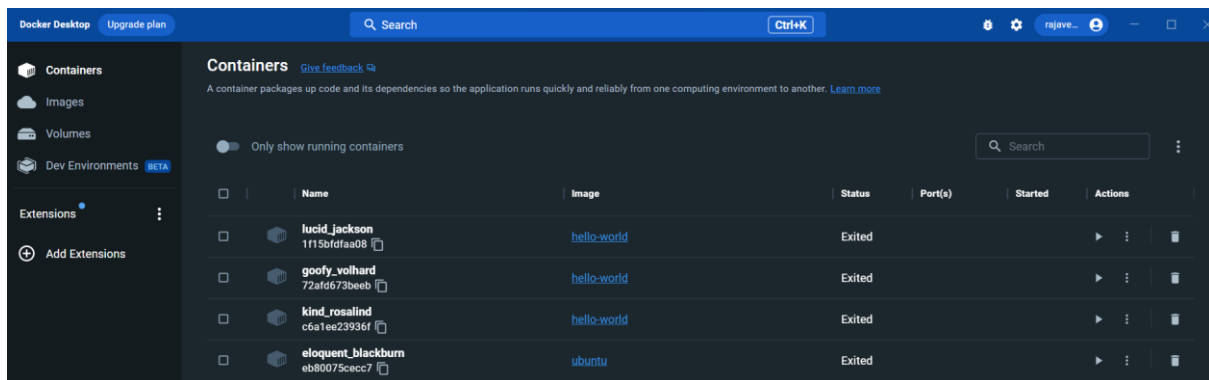 Docker Desktop Upgrade plan Search Ctrl+K rajave...
Containers
Images
Volumes
Dev Environments BETA
Extensions
Add Extensions
Containers Give feedback
A container packages up code and its dependencies so the application runs quickly and reliably from one computing environment to another. Learn more
Only show running containers Search
Name Image Status Port(s) Started Actions
lucid_jackson
1f15bfdfaa08 hello-world Exited
goofy_volhard
72afd673beeb hello-world Exited
kind_rosalind
c6a1ee23936f hello-world Exited
eloquent_blackburn
eb80075cecc7 ubuntu Exited